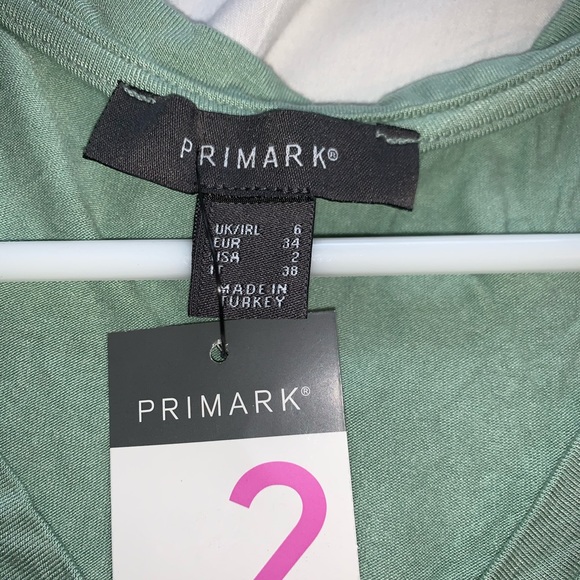 PRIMARK®
UK/IRL 6
EUR 34
USA 2
38
MADE IN
TURKEY
PRIMARK®
2